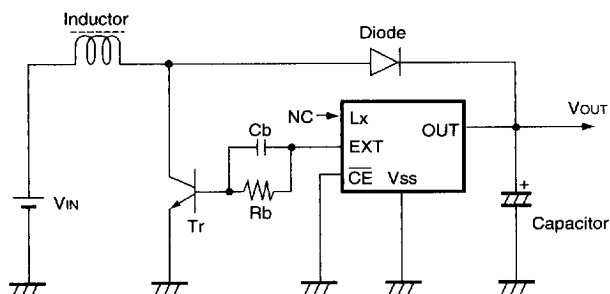 Inductor
Diode
NC
Lx
OUT
VOUT
Cb
EXT
CE
Vss
VIN
Rb
Tr
+
Capacitor